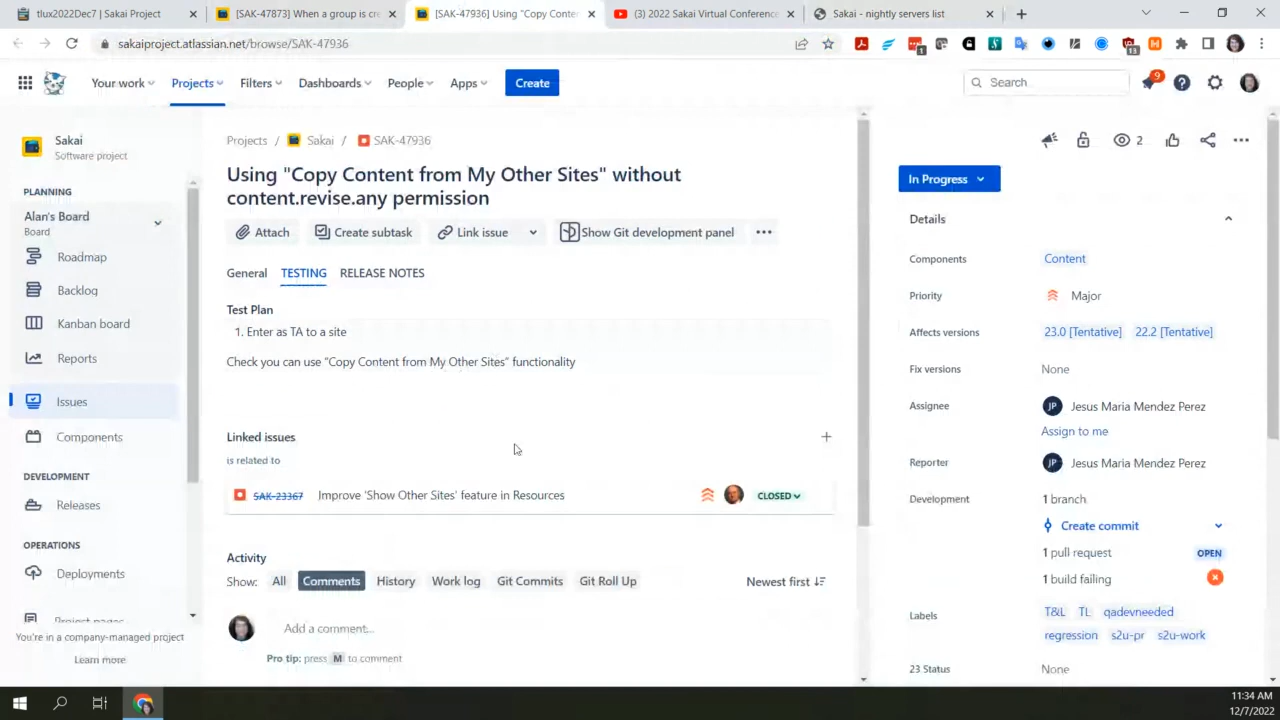 tlux2022Dec7 | Sakai Project
[SAK-47873] When a group is cre
[SAK-47936] Using "Copy Conten
(3) 2022 Sakai Virtual Conference
Sakai - nightly servers list
sakaiproject.atlassian.net/browse/SAK-47936
Your work
Projects
Filters
Dashboards
People
Apps
Create
Search
9
Sakai
Software project
PLANNING
Alan's Board
Board
Roadmap
Backlog
Kanban board
Reports
Issues
Components
DEVELOPMENT
Releases
OPERATIONS
Deployments
Project pages
You're in a company-managed project
Learn more
Projects / Sakai / SAK-47936
Using "Copy Content from My Other Sites" without
content.revise.any permission
Attach
Create subtask
Link issue
Show Git development panel
General
TESTING
RELEASE NOTES
Test Plan
1. Enter as TA to a site
Check you can use "Copy Content from My Other Sites" functionality
Linked issues
is related to
SAK-23367 Improve 'Show Other Sites' feature in Resources CLOSED
Activity
Show: All Comments History Work log Git Commits Git Roll Up Newest first
Add a comment...
Pro tip: press M to comment
2
In Progress
Details
Components Content
Priority Major
Affects versions 23.0 [Tentative] 22.2 [Tentative]
Fix versions None
Assignee JP Jesus Maria Mendez Perez
Assign to me
Reporter JP Jesus Maria Mendez Perez
Development 1 branch
Create commit
1 pull request OPEN
1 build failing
Labels T&L TL qadevneeded
regression s2u-pr s2u-work
23 Status None
11:34 AM
12/7/2022